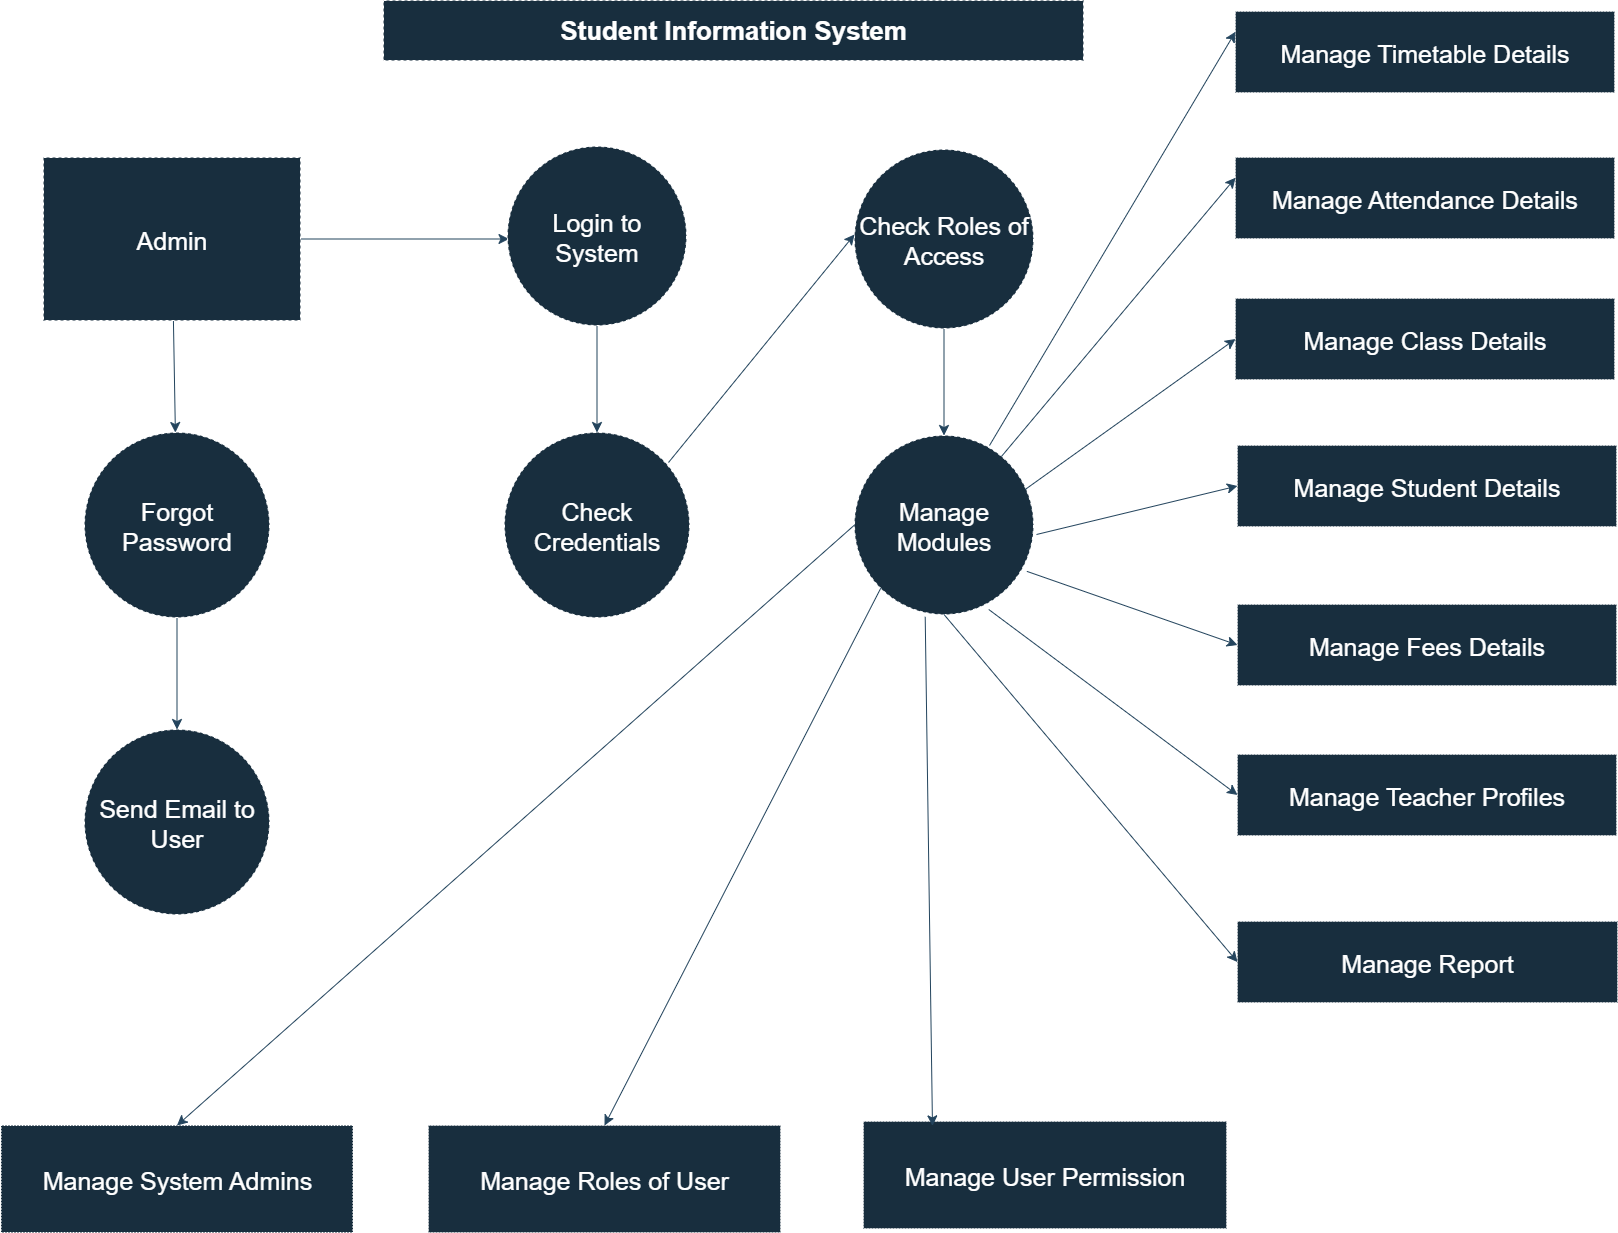 Student Information System
Manage Timetable Details
Admin
Login to
System
Check Roles of
Access
Manage Attendance Details
Manage Class Details
Forgot
Password
Check
Credentials
Manage
Modules
Manage Student Details
Manage Fees Details
Send Email to
User
Manage Teacher Profiles
Manage Report
Manage System Admins
Manage Roles of User
Manage User Permission